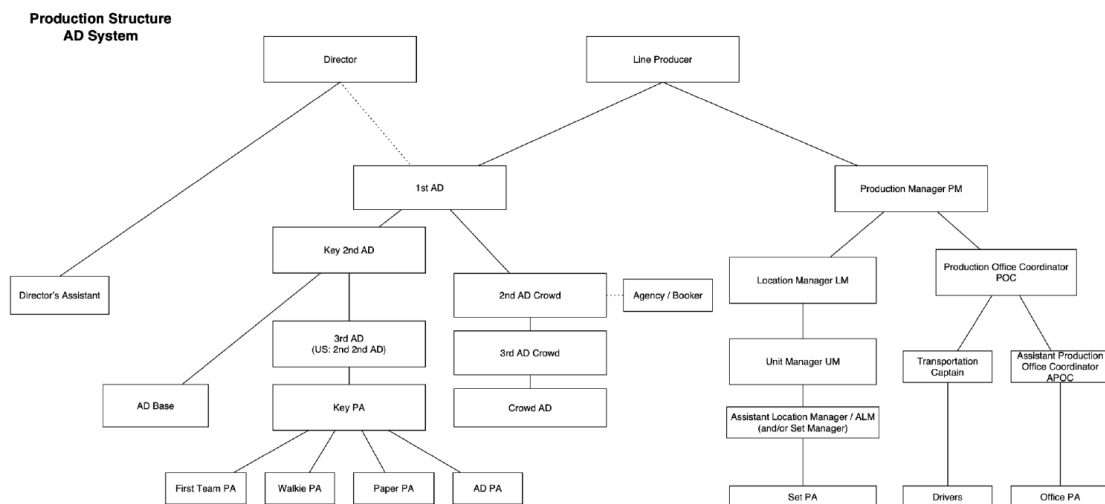 Production Structure
AD System
Director
Line Producer
1st AD
Production Manager PM
Key 2nd AD
Director's Assistant
2nd AD Crowd
Agency / Booker
Location Manager LM
Production Office Coordinator
POC
3rd AD
(US: 2nd 2nd AD)
3rd AD Crowd
Unit Manager UM
Transportation
Captain
Assistant Production
Office Coordinator
APOC
AD Base
Key PA
Crowd AD
Assistant Location Manager / ALM
(and/or Set Manager)
First Team PA
Walkie PA
Paper PA
AD PA
Set PA
Drivers
Office PA